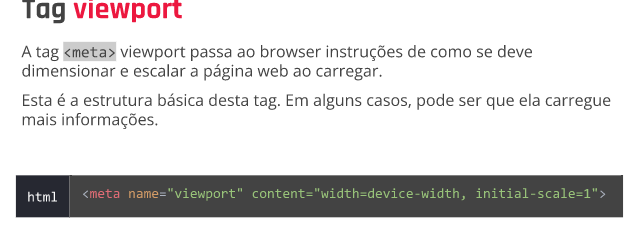 Tag viewport
A tag <meta> viewport passa ao browser instruções de como se deve
dimensionar e escalar a página web ao carregar.
Esta é a estrutura básica desta tag. Em alguns casos, pode ser que ela carregue
mais informações.
html <meta name="viewport" content="width=device-width, initial-scale=1">